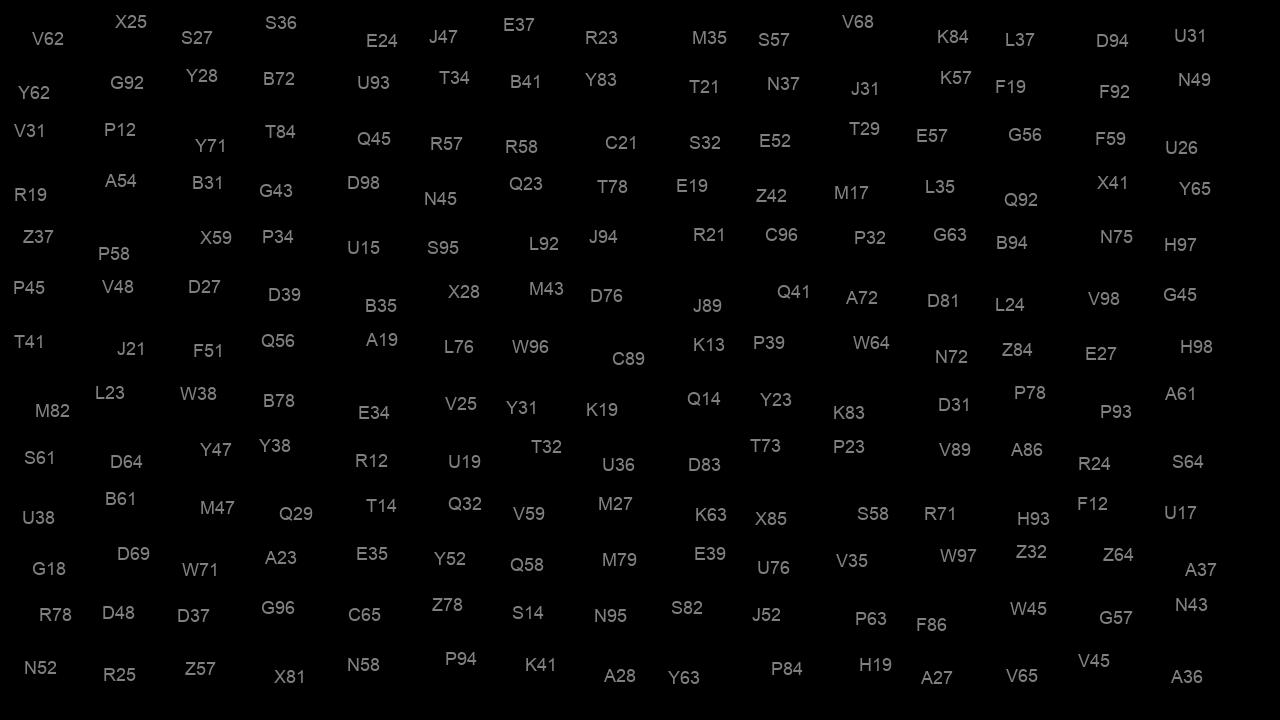 V62 X25 S27 S36 E24 J47 E37 R23 M35 S57 V68 K84 L37 D94 U31
Y62 G92 Y28 B72 U93 T34 B41 Y83 T21 N37 J31 K57 F19 F92 N49
V31 P12 Y71 T84 Q45 R57 R58 C21 S32 E52 T29 E57 G56 F59 U26
R19 A54 B31 G43 D98 N45 Q23 T78 E19 Z42 M17 L35 Q92 X41 Y65
Z37 P58 X59 P34 U15 S95 L92 J94 R21 C96 P32 G63 B94 N75 H97
P45 V48 D27 D39 B35 X28 M43 D76 J89 Q41 A72 D81 L24 V98 G45
T41 J21 F51 Q56 A19 L76 W96 C89 K13 P39 W64 N72 Z84 E27 H98
M82 L23 W38 B78 E34 V25 Y31 K19 Q14 Y23 K83 D31 P78 P93 A61
S61 D64 Y47 Y38 R12 U19 T32 U36 D83 T73 P23 V89 A86 R24 S64
U38 B61 M47 Q29 T14 Q32 V59 M27 K63 X85 S58 R71 H93 F12 U17
G18 D69 W71 A23 E35 Y52 Q58 M79 E39 U76 V35 W97 Z32 Z64 A37
R78 D48 D37 G96 C65 Z78 S14 N95 S82 J52 P63 F86 W45 G57 N43
N52 R25 Z57 X81 N58 P94 K41 A28 Y63 P84 H19 A27 V65 V45 A36